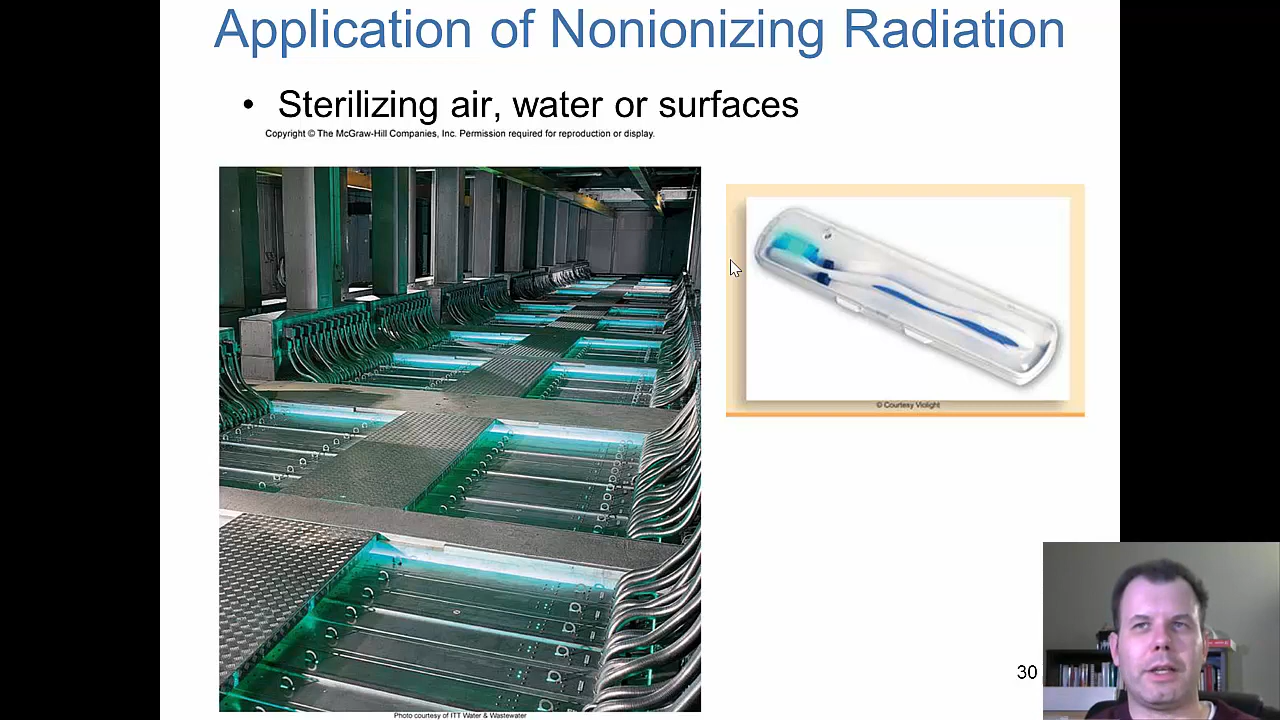 Application of Nonionizing Radiation
• Sterilizing air, water or surfaces
Copyright © The McGraw-Hill Companies, Inc. Permission required for reproduction or display.
© Courtesy Violight
30
Photo courtesy of ITT Water & Wastewater